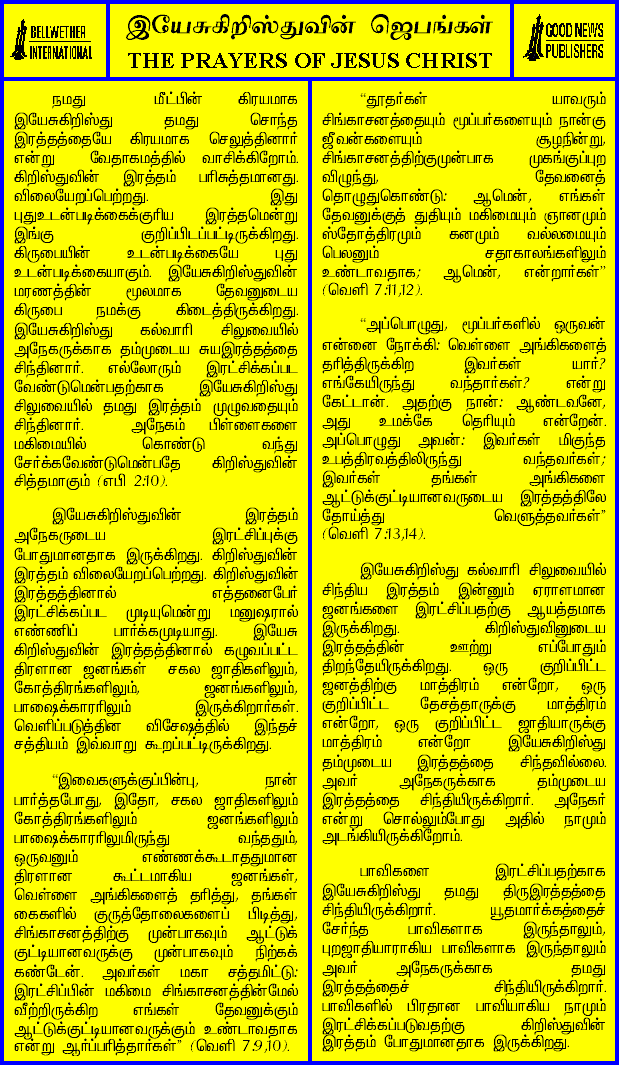 BELLWETHER
INTERNATIONAL
இயேசுகிறிஸ்துவின் ஜெபங்கள்
THE PRAYERS OF JESUS CHRIST
GOOD NEWS
PUBLISHERS
நமது மீட்பின் கிரயமாக
இயேசுகிறிஸ்து தமது சொந்த
இரத்தத்தையே கிரயமாக செலுத்தினார்
என்று வேதாகமத்தில் வாசிக்கிறோம்.
கிறிஸ்துவின் இரத்தம் பரிசுத்தமானது.
விலையேறப்பெற்றது. இது
புதுஉடன்படிக்கைக்குரிய இரத்தமென்று
இங்கு குறிப்பிடப்பட்டிருக்கிறது.
கிருபையின் உடன்படிக்கையே புது
உடன்படிக்கையாகும். இயேசுகிறிஸ்துவின்
மரணத்தின் மூலமாக தேவனுடைய
கிருபை நமக்கு கிடைத்திருக்கிறது.
இயேசுகிறிஸ்து கல்வாரி சிலுவையில்
அநேகருக்காக தம்முடைய சுயஇரத்தத்தை
சிந்தினார். எல்லோரும் இரட்சிக்கப்பட
வேண்டுமென்பதற்காக இயேசுகிறிஸ்து
சிலுவையில் தமது இரத்தம் முழுவதையும்
சிந்தினார். அநேகம் பிள்ளைகளை
மகிமையில் கொண்டு வந்து
சேர்க்கவேண்டுமென்பதே கிறிஸ்துவின்
சித்தமாகும் (எபி 2:10).
இயேசுகிறிஸ்துவின் இரத்தம்
அநேகருடைய இரட்சிப்புக்கு
போதுமானதாக இருக்கிறது. கிறிஸ்துவின்
இரத்தம் விலையேறப்பெற்றது. கிறிஸ்துவின்
இரத்தத்தினால் எத்தனைபேர்
இரட்சிக்கப்பட முடியுமென்று மனுஷரால்
எண்ணிப் பார்க்கமுடியாது. இயேசு
கிறிஸ்துவின் இரத்தத்தினால் கழுவப்பட்ட
திரளான ஜனங்கள் சகல ஜாதிகளிலும்,
கோத்திரங்களிலும், ஜனங்களிலும்,
பாஷைக்காரரிலும் இருக்கிறார்கள்.
வெளிப்படுத்தின விசேஷத்தில் இந்தச்
சத்தியம் இவ்வாறு கூறப்பட்டிருக்கிறது.
“இவைகளுக்குப்பின்பு, நான்
பார்த்தபோது, இதோ, சகல ஜாதிகளிலும்
கோத்திரங்களிலும் ஜனங்களிலும்
பாஷைக்காரரிலுமிருந்து வந்ததும்,
ஒருவனும் எண்ணக்கூடாததுமான
திரளான கூட்டமாகிய ஜனங்கள்,
வெள்ளை அங்கிகளைத் தரித்து, தங்கள்
கைகளில் குருத்தோலைகளைப் பிடித்து,
சிங்காசனத்திற்கு முன்பாகவும் ஆட்டுக்
குட்டியானவருக்கு முன்பாகவும் நிற்கக்
கண்டேன். அவர்கள் மகா சத்தமிட்டு:
இரட்சிப்பின் மகிமை சிங்காசனத்தின்மேல்
வீற்றிருக்கிற எங்கள் தேவனுக்கும்
ஆட்டுக்குட்டியானவருக்கும் உண்டாவதாக
என்று ஆர்ப்பரித்தார்கள்” (வெளி 7:9,10).
“தூதர்கள் யாவரும்
சிங்காசனத்தையும் மூப்பர்களையும் நான்கு
ஜீவன்களையும் சூழநின்று,
சிங்காசனத்திற்குமுன்பாக முகங்குப்புற
விழுந்து, தேவனைத்
தொழுதுகொண்டு: ஆமென், எங்கள்
தேவனுக்குத் துதியும் மகிமையும் ஞானமும்
ஸ்தோத்திரமும் கனமும் வல்லமையும்
பெலனும் சதாகாலங்களிலும்
உண்டாவதாக; ஆமென், என்றார்கள்”
(வெளி 7:11,12).
“அப்பொழுது, மூப்பர்களில் ஒருவன்
என்னை நோக்கி: வெள்ளை அங்கிகளைத்
தரித்திருக்கிற இவர்கள் யார்?
எங்கேயிருந்து வந்தார்கள்? என்று
கேட்டான். அதற்கு நான்: ஆண்டவனே,
அது உமக்கே தெரியும் என்றேன்.
அப்பொழுது அவன்: இவர்கள் மிகுந்த
உபத்திரவத்திலிருந்து வந்தவர்கள்;
இவர்கள் தங்கள் அங்கிகளை
ஆட்டுக்குட்டியானவருடைய இரத்தத்திலே
தோய்த்து வெளுத்தவர்கள்”
(வெளி 7:13,14).
இயேசுகிறிஸ்து கல்வாரி சிலுவையில்
சிந்திய இரத்தம் இன்னும் ஏராளமான
ஜனங்களை இரட்சிப்பதற்கு ஆயத்தமாக
இருக்கிறது. கிறிஸ்துவினுடைய
இரத்தத்தின் ஊற்று எப்போதும்
திறந்தேயிருக்கிறது. ஒரு குறிப்பிட்ட
ஜனத்திற்கு மாத்திரம் என்றோ, ஒரு
குறிப்பிட்ட தேசத்தாருக்கு மாத்திரம்
என்றோ, ஒரு குறிப்பிட்ட ஜாதியாருக்கு
மாத்திரம் என்றோ இயேசுகிறிஸ்து
தம்முடைய இரத்தத்தை சிந்தவில்லை.
அவர் அநேகருக்காக தம்முடைய
இரத்தத்தை சிந்தியிருக்கிறார். அநேகர்
என்று சொல்லும்போது அதில் நாமும்
அடங்கியிருக்கிறோம்.
பாவிகளை இரட்சிப்பதற்காக
இயேசுகிறிஸ்து தமது திருஇரத்தத்தை
சிந்தியிருக்கிறார். யூதமார்க்கத்தைச்
சேர்ந்த பாவிகளாக இருந்தாலும்,
புறஜாதியாராகிய பாவிகளாக இருந்தாலும்
அவர் அநேகருக்காக தமது
இரத்தத்தைச் சிந்தியிருக்கிறார்.
பாவிகளில் பிரதான பாவியாகிய நாமும்
இரட்சிக்கப்படுவதற்கு கிறிஸ்துவின்
இரத்தம் போதுமானதாக இருக்கிறது.